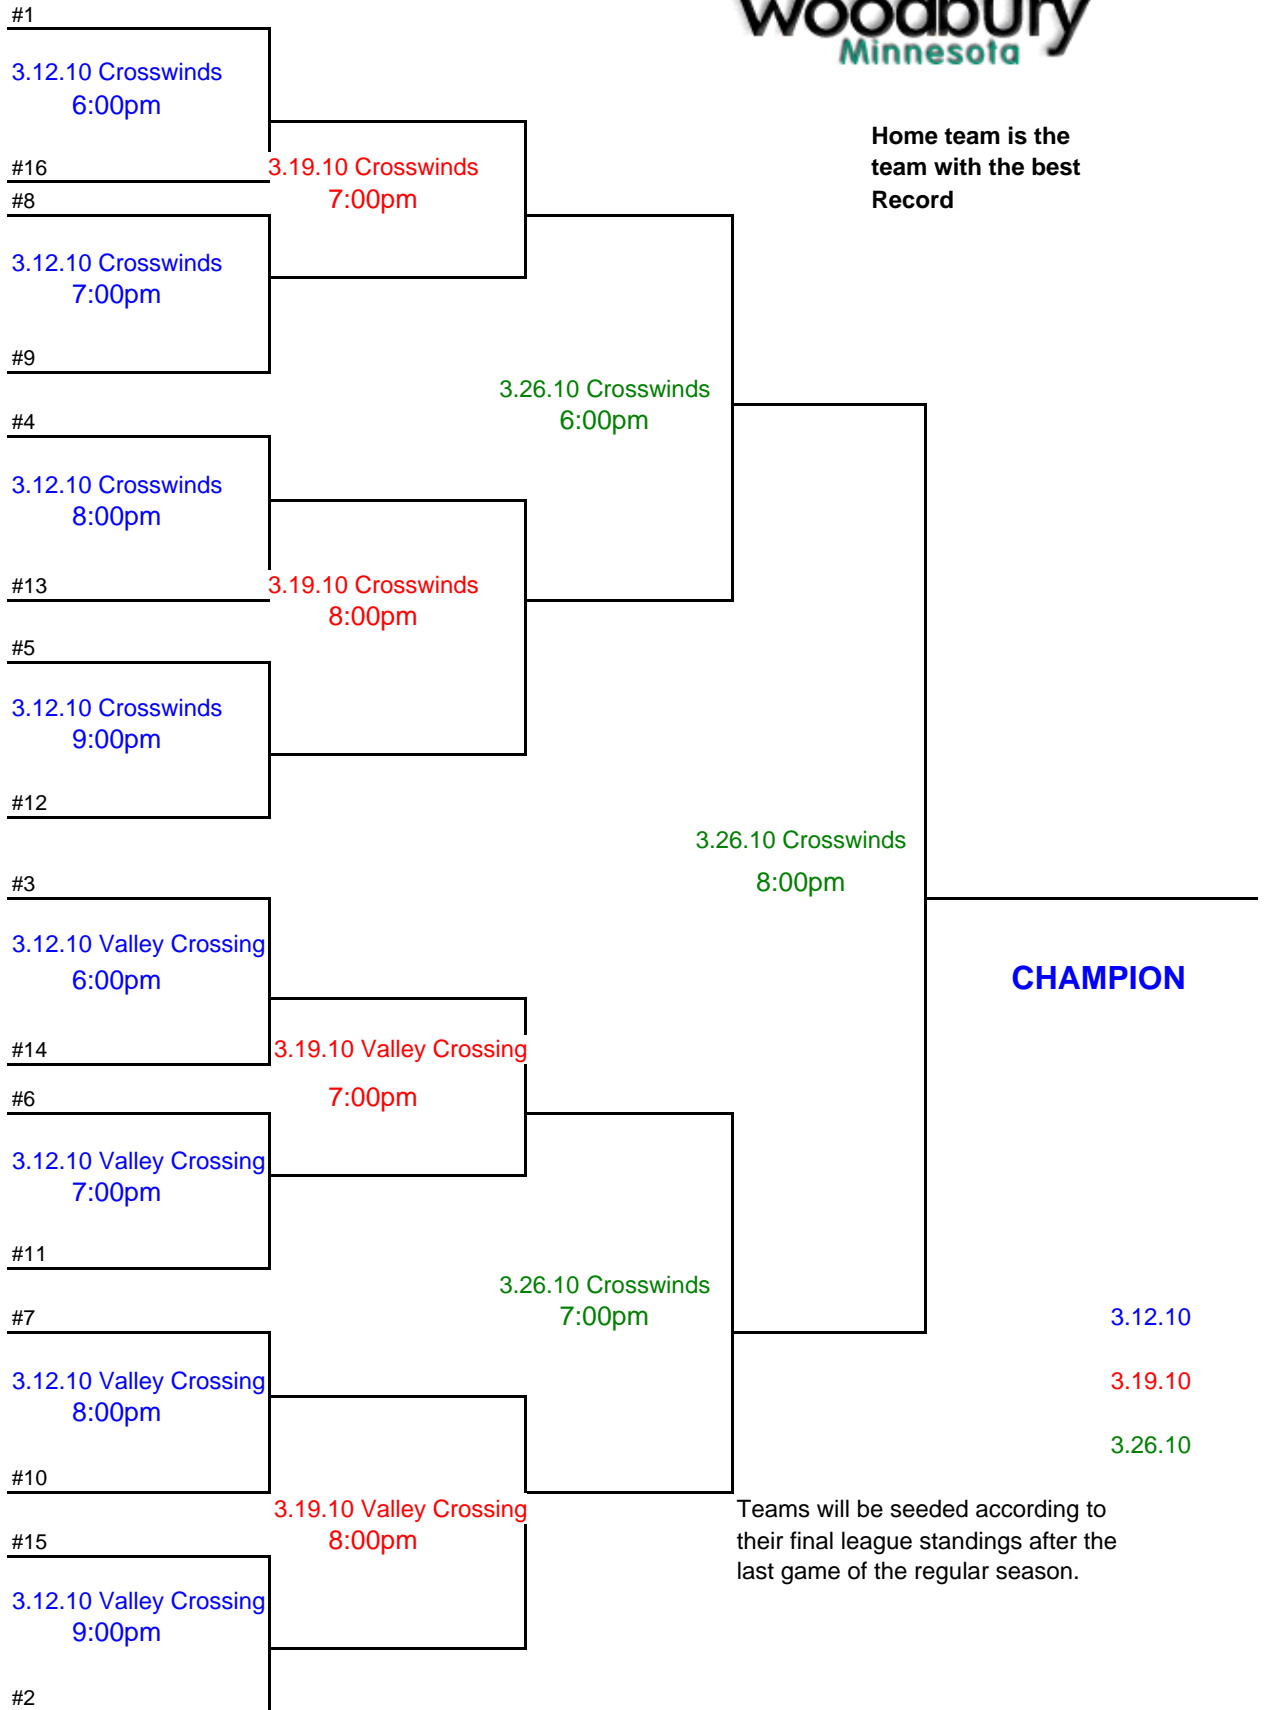 #1
Woodbury
Minnesota
3.12.10 Crosswinds
6:00pm
Home team is the
team with the best
Record
#16
3.19.10 Crosswinds
7:00pm
#8
3.12.10 Crosswinds
7:00pm
#9
3.26.10 Crosswinds
6:00pm
#4
3.12.10 Crosswinds
8:00pm
#13
3.19.10 Crosswinds
8:00pm
#5
3.12.10 Crosswinds
9:00pm
#12
3.26.10 Crosswinds
8:00pm
#3
3.12.10 Valley Crossing
6:00pm
CHAMPION
#14
3.19.10 Valley Crossing
7:00pm
#6
3.12.10 Valley Crossing
7:00pm
#11
3.26.10 Crosswinds
7:00pm
#7
3.12.10
3.12.10 Valley Crossing
8:00pm
3.19.10
3.26.10
#10
3.19.10 Valley Crossing
8:00pm
Teams will be seeded according to
their final league standings after the
last game of the regular season.
#15
3.12.10 Valley Crossing
9:00pm
#2